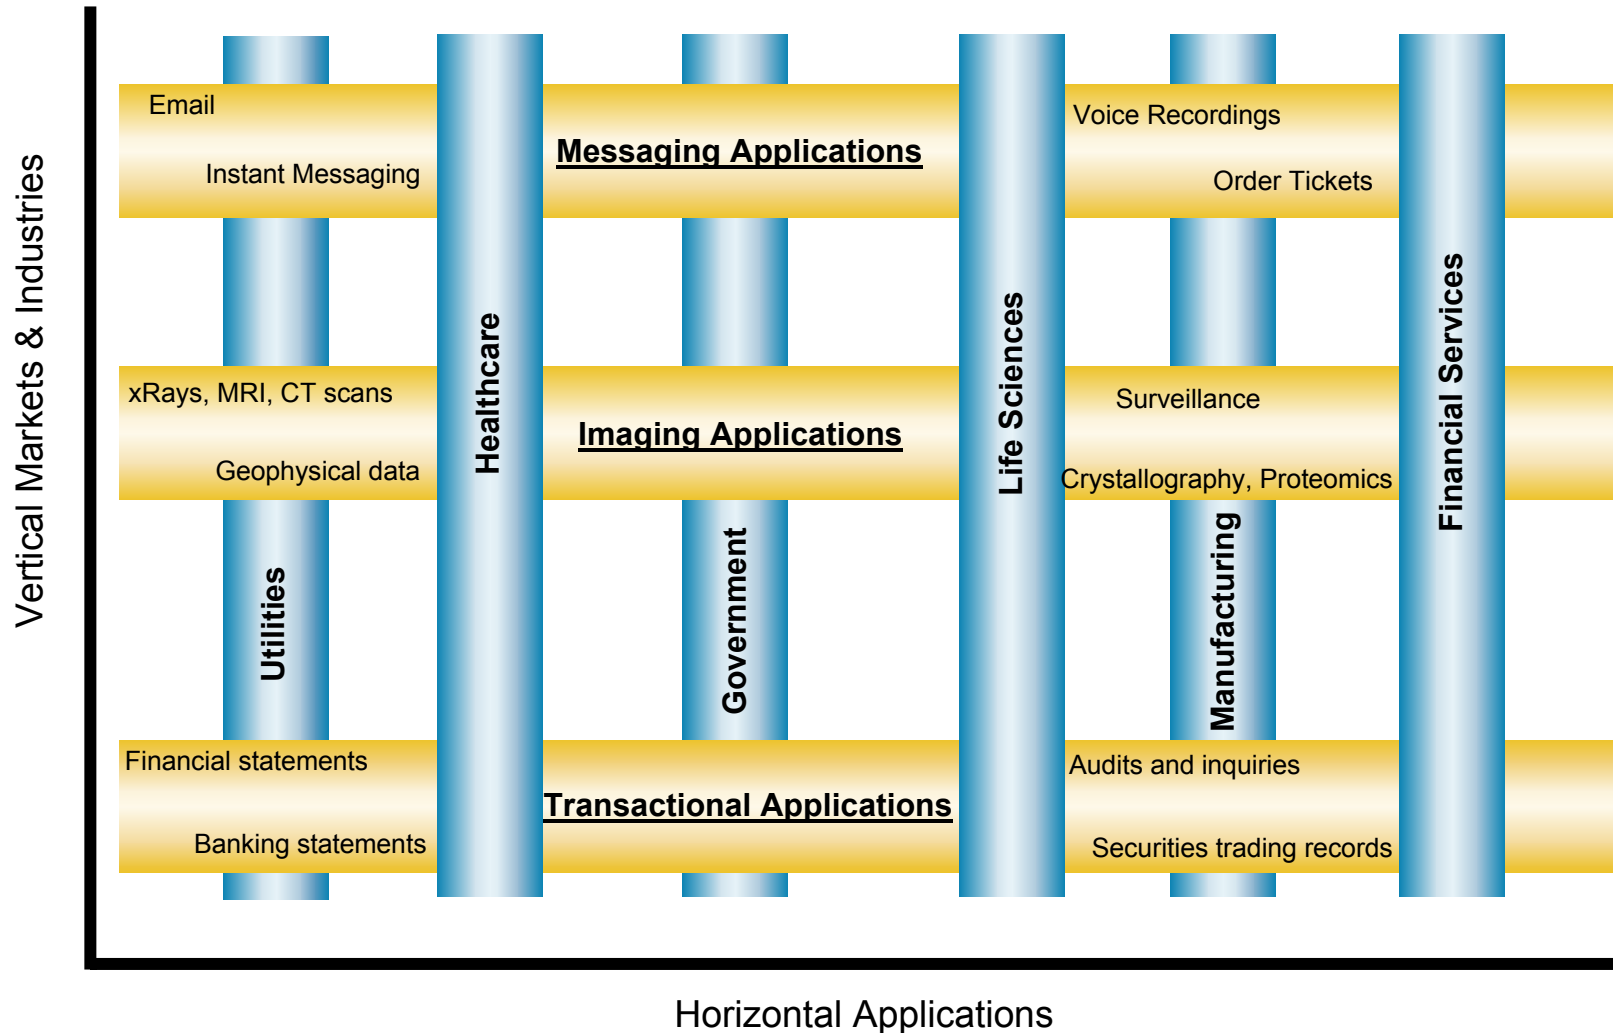 Vertical Markets & Industries
Email
Instant Messaging
Messaging Applications
Voice Recordings
Order Tickets
xRays, MRI, CT scans
Geophysical data
Imaging Applications
Surveillance
Crystallography, Proteomics
Utilities
Healthcare
Government
Life Sciences
Manufacturing
Financial Services
Financial statements
Banking statements
Transactional Applications
Audits and inquiries
Securities trading records
Horizontal Applications